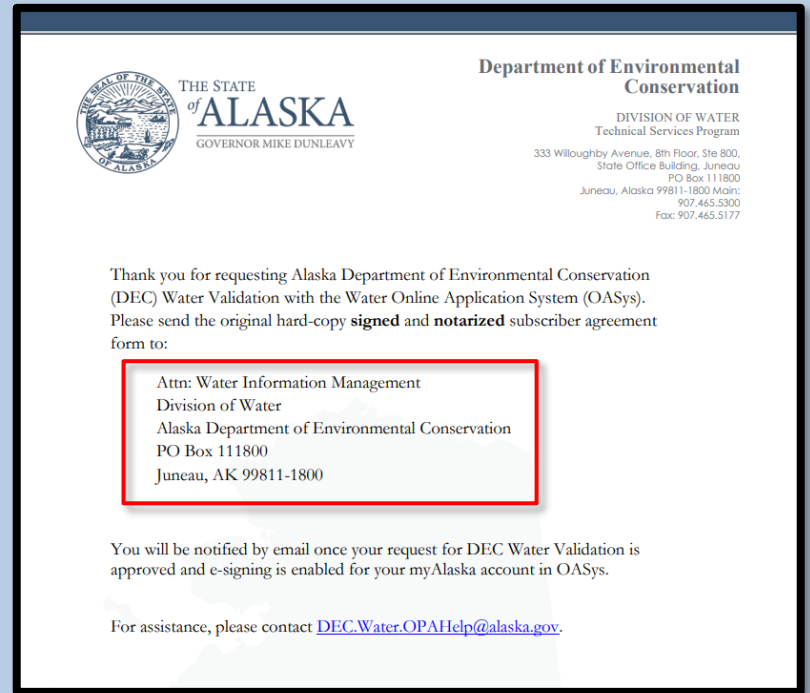 SEAL OF THE STATE OF ALASKA
THE STATE
of ALASKA
GOVERNOR MIKE DUNLEAVY
Department of Environmental
Conservation
DIVISION OF WATER
Technical Services Program
333 Willoughby Avenue, 8th Floor, Ste 800,
State Office Building, Juneau
PO Box 111800
Juneau, Alaska 99811-1800 Main:
907.465.5300
Fax: 907.465.5177
Thank you for requesting Alaska Department of Environmental Conservation
(DEC) Water Validation with the Water Online Application System (OASys).
Please send the original hard-copy signed and notarized subscriber agreement
form to:
Attn: Water Information Management
Division of Water
Alaska Department of Environmental Conservation
PO Box 111800
Juneau, AK 99811-1800
You will be notified by email once your request for DEC Water Validation is
approved and e-signing is enabled for your myAlaska account in OASys.
For assistance, please contact DEC.Water.OPAHelp@alaska.gov.